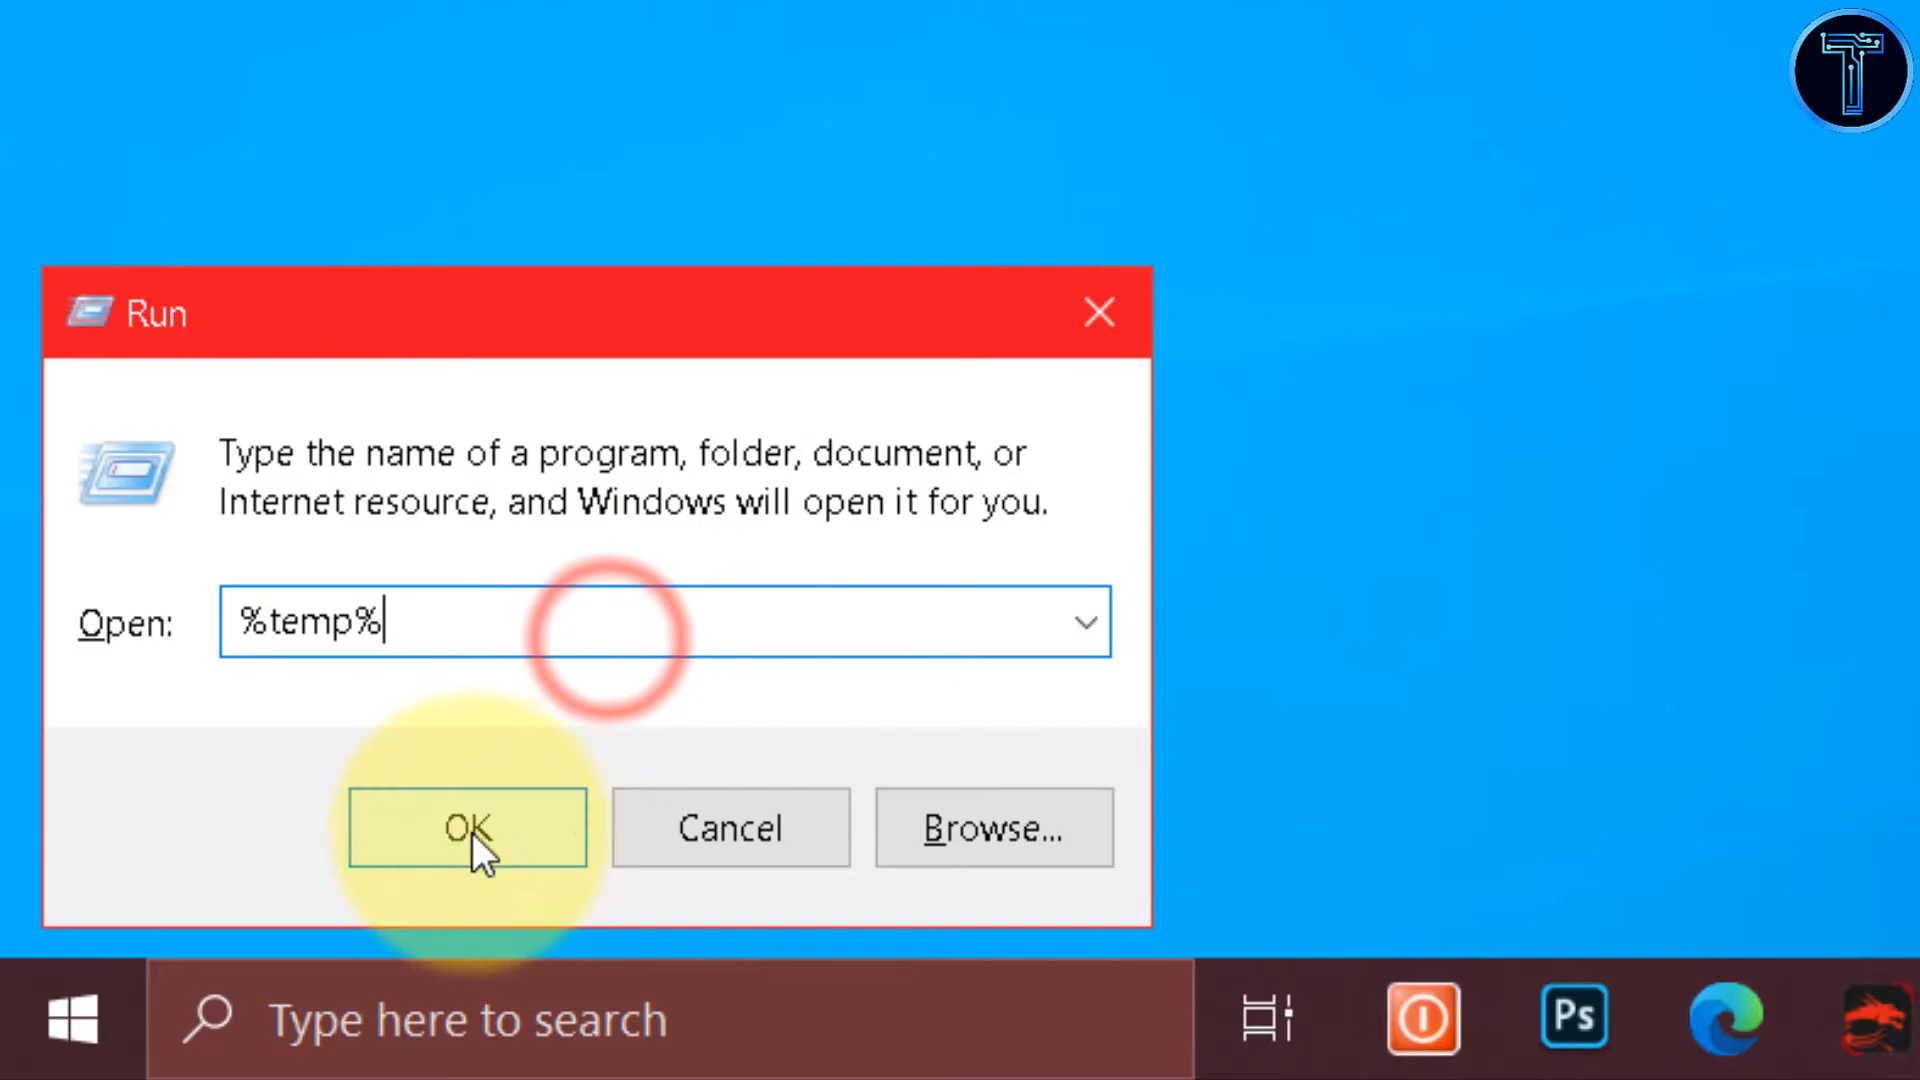 T
Run
Type the name of a program, folder, document, or
Internet resource, and Windows will open it for you.
Open:
%temp%
OK
Cancel
Browse...
Type here to search
Ps